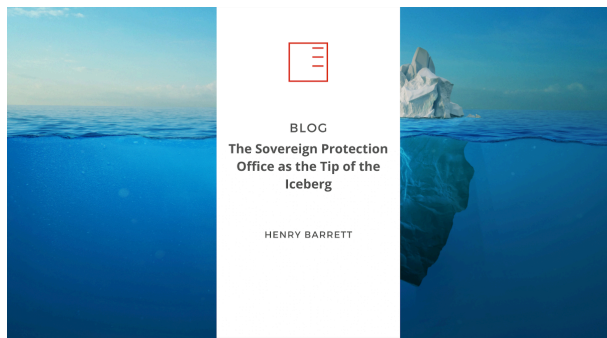 BLOG
The Sovereign Protection
Office as the Tip of the
Iceberg
HENRY BARRETT